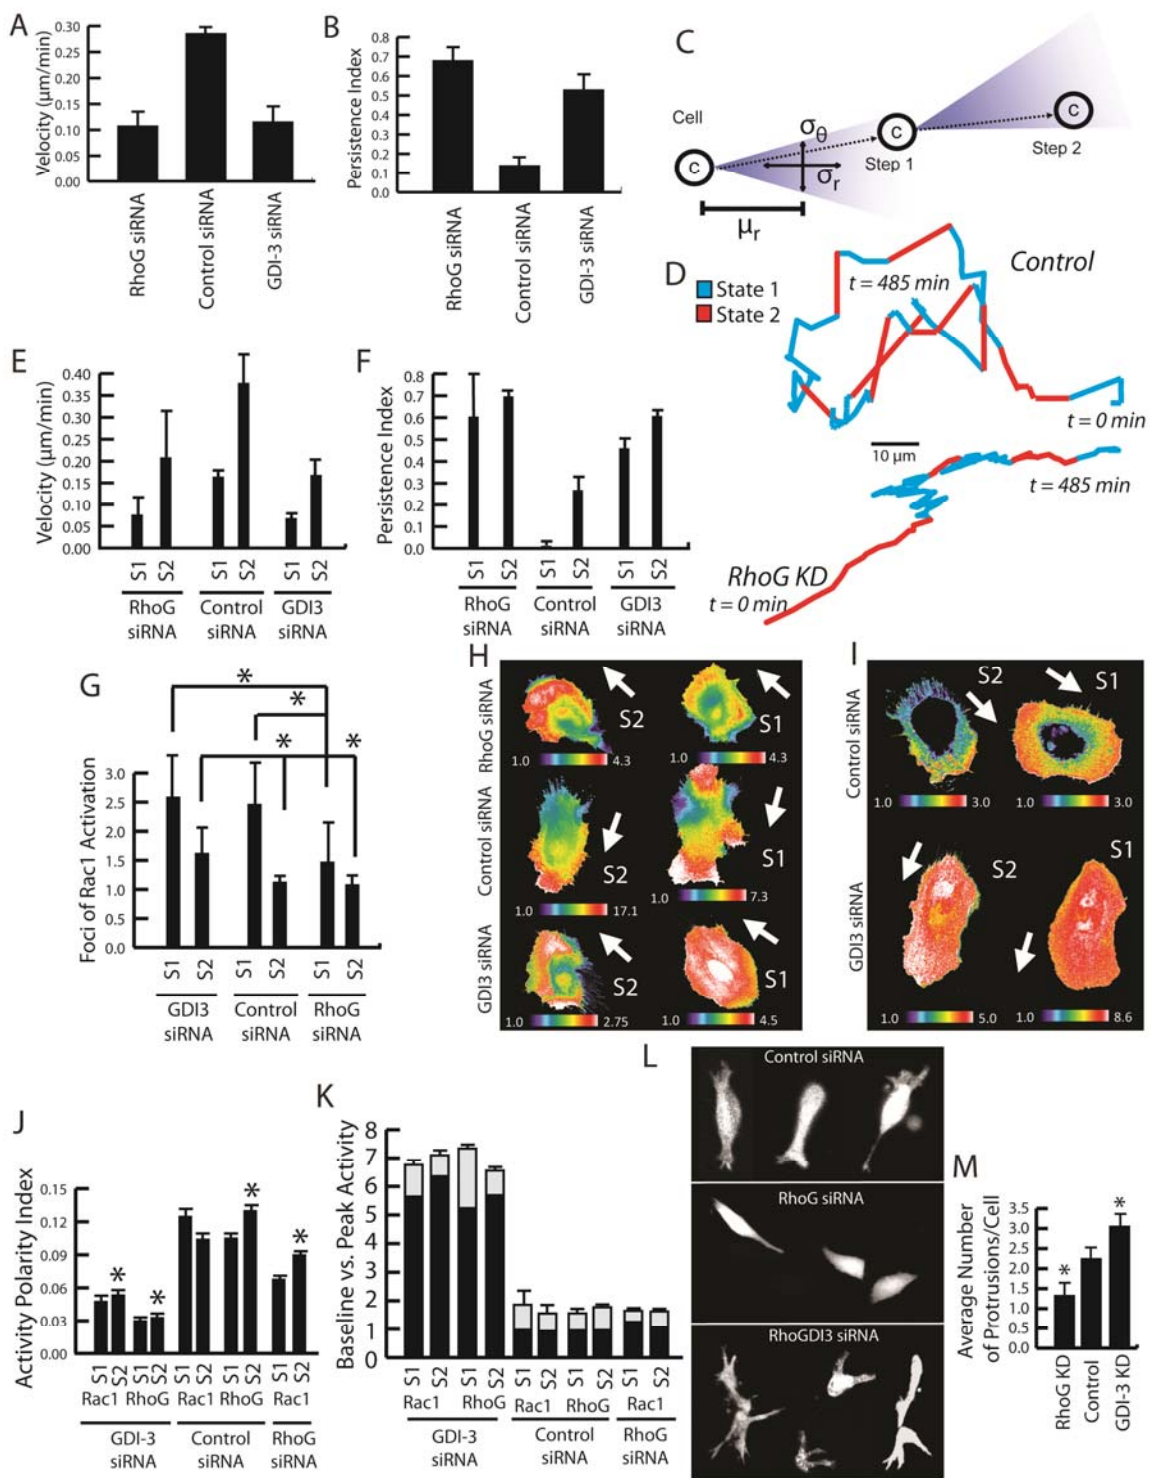 A
Velocity (μm/min)
0.30
0.25
0.20
0.15
0.10
0.05
0.00
RhoG siRNA
Control siRNA
GDI-3 siRNA
B
Persistence Index
0.8
0.7
0.6
0.5
0.4
0.3
0.2
0.1
0.0
RhoG siRNA
Control siRNA
GDI-3 siRNA
C
Cell
C
C
C
σθ
σr
μr
Step 1
Step 2
D
State 1
State 2
Control
t = 485 min
t = 0 min
10 μm
t = 485 min
RhoG KD
t = 0 min
E
Velocity (μm/min)
0.40
0.35
0.30
0.25
0.20
0.15
0.10
0.05
0.00
S1 S2 S1 S2 S1 S2
RhoG Control GDI3
siRNA siRNA siRNA
F
Persistence Index
0.8
0.7
0.6
0.5
0.4
0.3
0.2
0.1
0.0
S1 S2 S1 S2 S1 S2
RhoG Control GDI3
siRNA siRNA siRNA
G
* * * *
Foci of Rac1 Activation
3.0
2.5
2.0
1.5
1.0
0.5
0.0
S1 S2 S1 S2 S1 S2
GDI3 Control RhoG
siRNA siRNA siRNA
H
RhoG siRNA
S2 S1
1.0 4.3 1.0 4.3
Control siRNA
S2 S1
1.0 17.1 1.0 7.3
GDI3 siRNA
S2 S1
1.0 2.75 1.0 4.5
I
Control siRNA
S2 S1
1.0 3.0 1.0 3.0
GDI3 siRNA
S2 S1
1.0 5.0 1.0 8.6
J
Activity Polarity Index
0.15
0.12
0.09
0.06
0.03
0.00
* * * *
S1 S2 S1 S2 S1 S2 S1 S2 S1 S2
Rac1 RhoG Rac1 RhoG Rac1
GDI-3 Control RhoG
siRNA siRNA siRNA
K
Baseline vs. Peak Activity
8
7
6
5
4
3
2
1
0
S1 S2 S1 S2 S1 S2 S1 S2 S1 S2
Rac1 RhoG Rac1 RhoG Rac1
GDI-3 Control RhoG
siRNA siRNA siRNA
L
Control siRNA
RhoG siRNA
RhoGDI3 siRNA
M
Average Number
of Protrusions/Cell
3.5
3.0
2.5
2.0
1.5
1.0
0.5
0.0
* *
RhoG KD
Control
GDI-3 KD